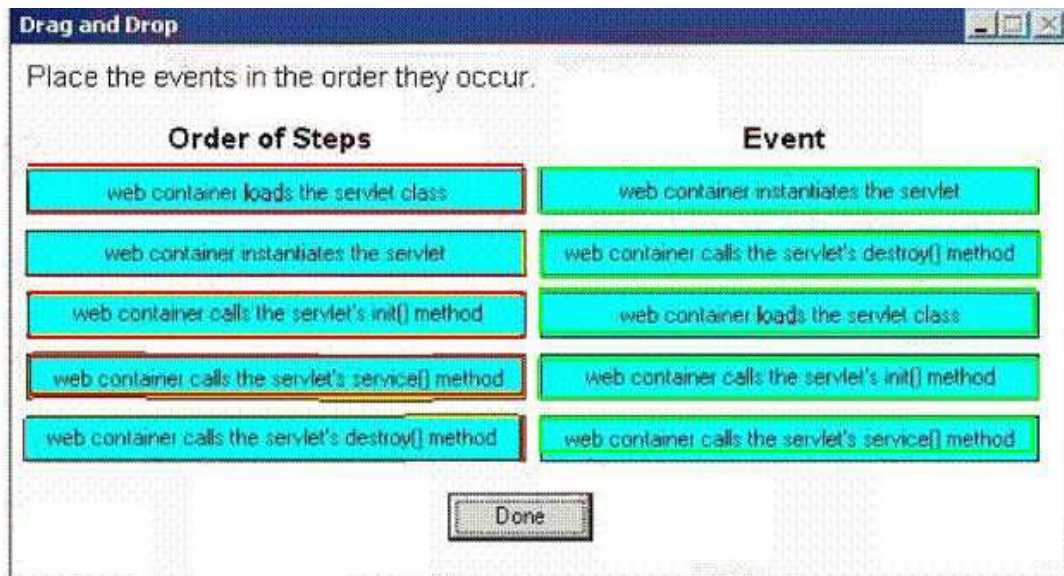 Drag and Drop
Place the events in the order they occur.
Order of Steps
Event
web container loads the servlet class
web container instantiates the servlet
web container instantiates the servlet
web container calls the servlet's destroy() method
web container calls the servlet's init() method
web container loads the servlet class
web container calls the servlet's service() method
web container calls the servlet's init() method
web container calls the servlet's destroy() method
web container calls the servlet's service() method
Done